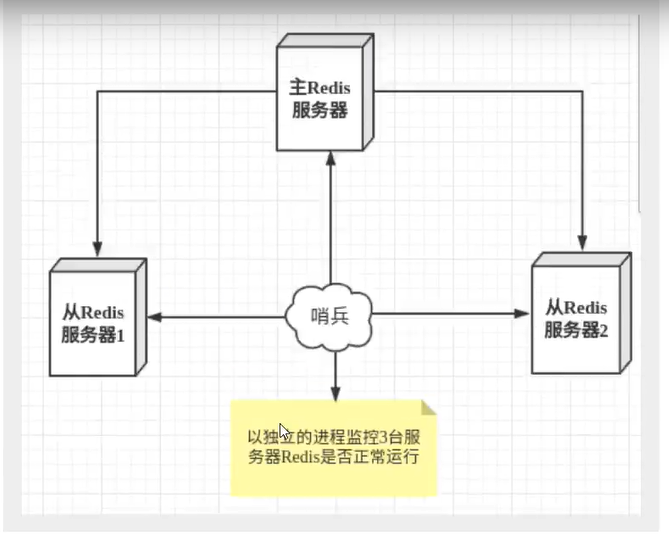 主Redis
服务器
从Redis
服务器1
哨兵
从Redis
服务器2
以独立的进程监控3台服
务器Redis是否正常运行